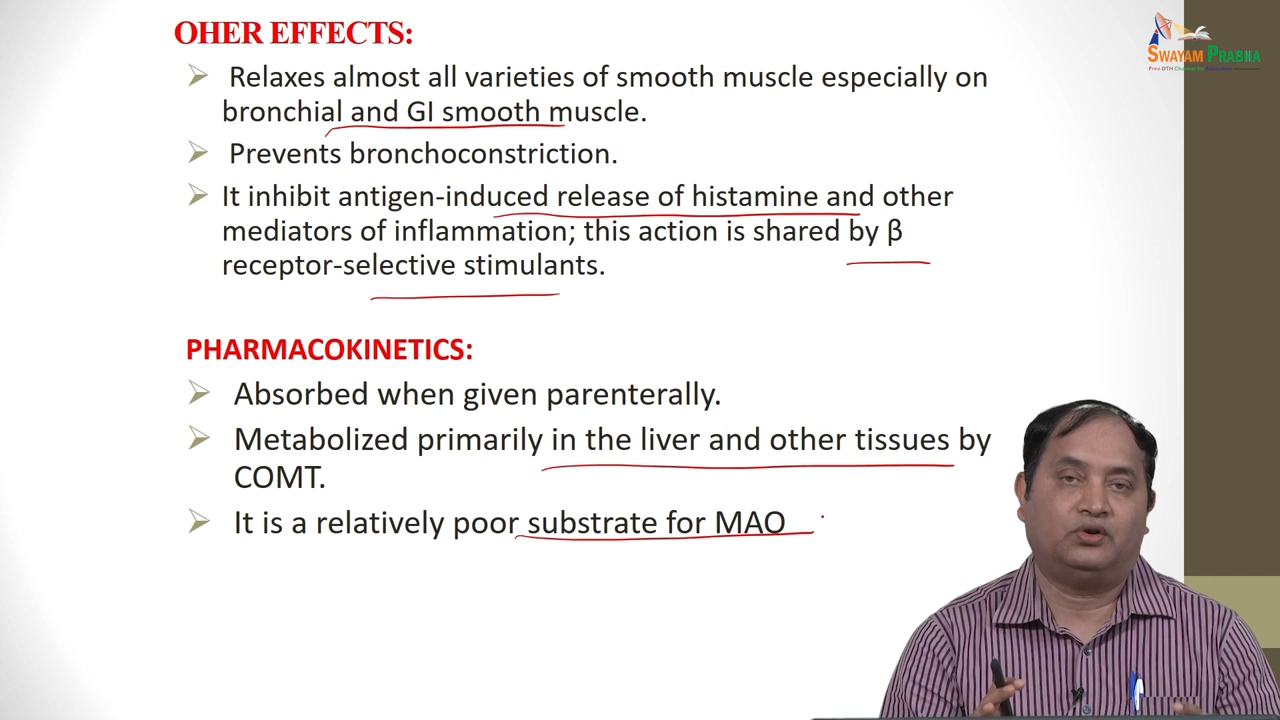 OHER EFFECTS:
Relaxes almost all varieties of smooth muscle especially on
bronchial and GI smooth muscle.
Prevents bronchoconstriction.
It inhibit antigen-induced release of histamine and other
mediators of inflammation; this action is shared by β
receptor-selective stimulants.
PHARMACOKINETICS:
Absorbed when given parenterally.
Metabolized primarily in the liver and other tissues by
COMT.
It is a relatively poor substrate for MAO
SWAYAM PRABHA